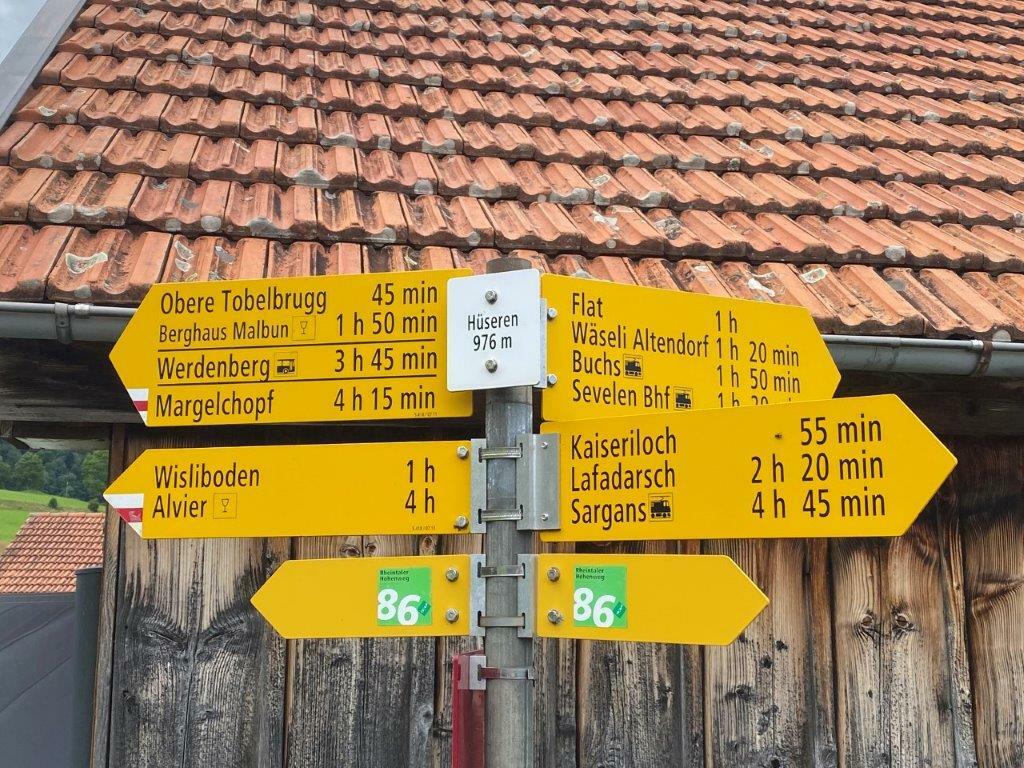 Obere Tobelbrugg 45 min
Berghaus Malbun 1 h 50 min
Werdenberg 3 h 45 min
Margelchopf 4 h 15 min
Hüseren
976 m
Flat 1 h
Wäseli Altendorf 1 h 20 min
Buchs 1 h 50 min
Sevelen Bhf
Wisliboden 1 h
Alvier 4 h
Kaiseriloch 55 min
Lafadarsch 2 h 20 min
Sargans 4 h 45 min
Rheintaler
Höhenweg
86
Rheintaler
Höhenweg
86